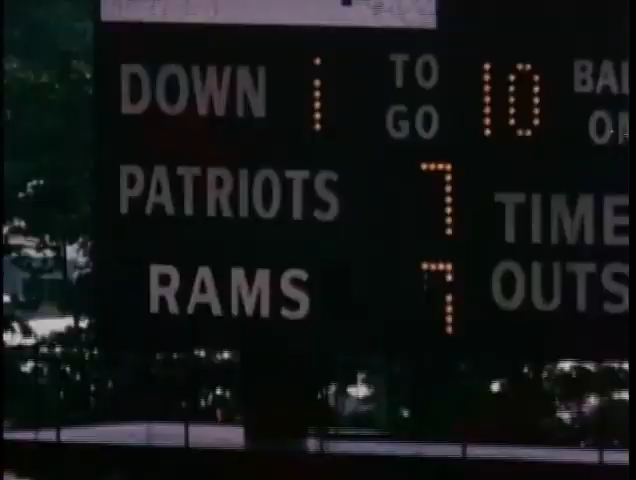 DOWN 1 TO GO 10
PATRIOTS 7 TIME
RAMS 7 OUTS